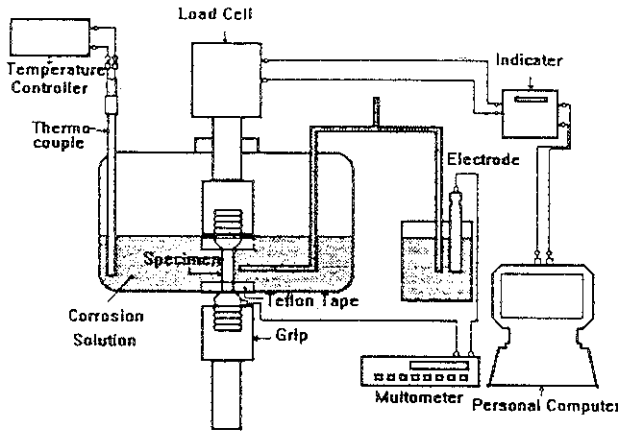 Load Cell
Indicater
Temperature
Controller
Thermo
couple
Electrode
Specimen
Teflon Tape
Corrosion
Solution
Grip
Multometer
Personal Computer